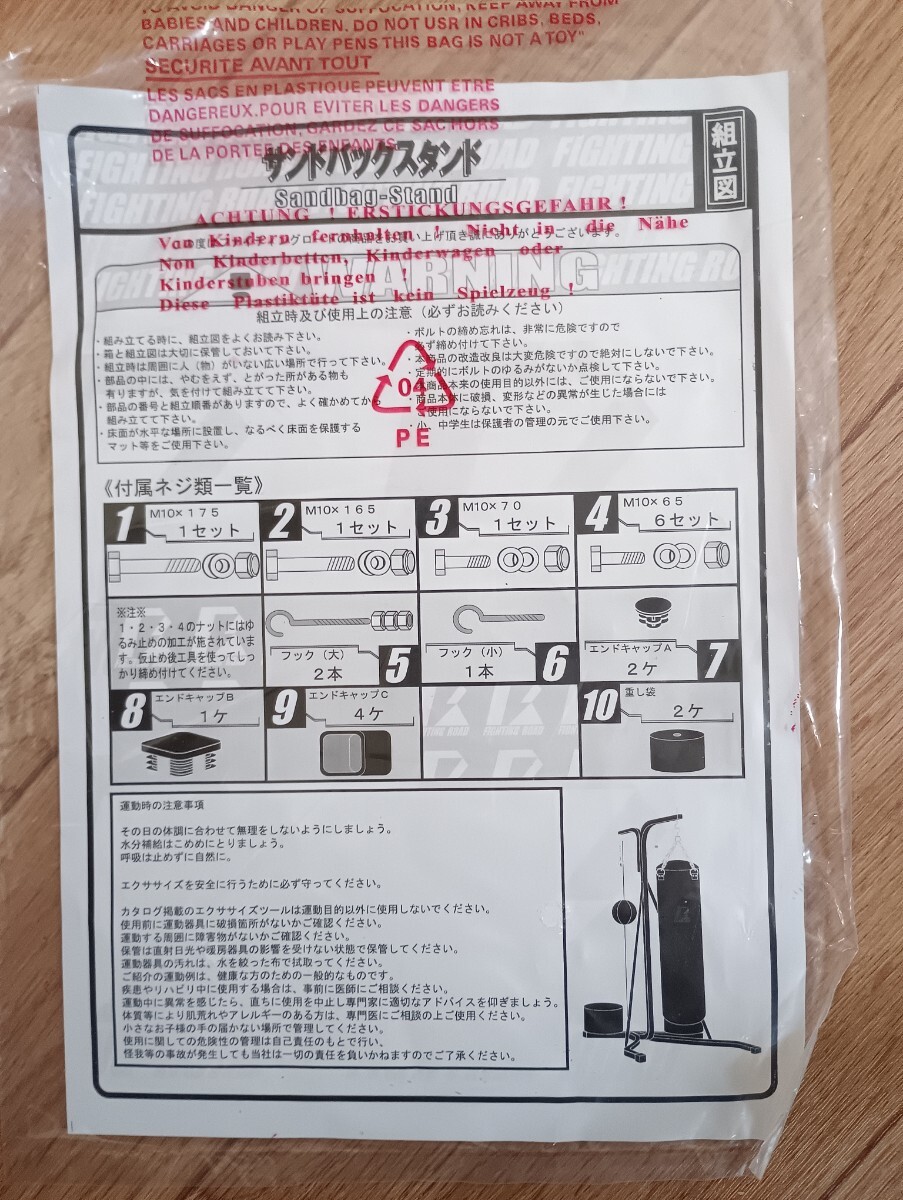 TO AVOID DANGER OF SUFFOCATION, KEEP AWAY FROM
BABIES AND CHILDREN. DO NOT USR IN CRIBS, BEDS,
CARRIAGES OR PLAY PENS THIS BAG IS NOT A TOY"
SECURITE AVANT TOUT
LES SACS EN PLASTIQUE PEUVENT ETRE
DANGEREUX.POUR EVITER LES DANGERS
DE SUFFOCATION, GARDEZ CE SAC HORS
DE LA PORTEE DES ENFANTS
組立図
サンドバックスタンド
Sandbag-Stand
ACHTUNG ! ERSTICKUNGSGEFAHR !
Von Kindern fernhalten ! Nicht in die Nähe
Non Kinderbetten, Kinderwagen oder
Kinderstuben bringen !
Diese Plastiktüte ist kein Spielzeug !
お買い上げ頂き誠にありがとうございます。
WARNING
組立時及び使用上の注意(必ずお読みください)
・組み立てる時に、組立図をよくお読み下さい。
・箱と組立図は大切に保管しておいて下さい。
・組立時は周囲に人(物)がいない広い場所で行って下さい。
・部品の中には、やむをえず、とがった所がある物も
有りますが、気を付けて組み立てて下さい。
・部品の番号と組立順番がありますので、よく確かめてから
組み立てて下さい。
・床面が水平な場所に設置し、なるべく床面を保護する
マット等をご使用下さい。
・ボルトの締め忘れは、非常に危険ですので
必ず締め付けて下さい。
・本商品の改造改良は大変危険ですので絶対にしないで下さい。
・定期的にボルトのゆるみがないか点検して下さい。
・本商品本来の使用目的以外には、ご使用にならないで下さい。
・商品本体に破損、変形などの異常が生じた場合には
ご使用にならないで下さい。
・小、中学生は保護者の管理の元でご使用下さい。
04
PE
《付属ネジ類一覧》
1 M10×175
1セット
2 M10×165
1セット
3 M10×70
1セット
4 M10×65
6セット
※注※
1・2・3・4のナットにはゆ
るみ止めの加工が施されていま
す。仮止め後工具を使ってしっ
かり締め付けてください。
フック(大)
2本
5
フック(小)
1本
6
エンドキャップA
2ケ
7
8 エンドキャップB
1ケ
9 エンドキャップC
4ケ
FIGHTING ROAD
10 重し袋
2ケ
運動時の注意事項
その日の体調に合わせて無理をしないようにしましょう。
水分補給はこめめにとりましょう。
呼吸は止めずに自然に。
エクササイズを安全に行うために必ず守ってください。
カタログ掲載のエクササイズツールは運動目的以外に使用しないでください。
使用前に運動器具に破損箇所がないかご確認ください。
運動する周囲に障害物がないかご確認ください。
保管は直射日光や暖房器具の影響を受けない状態で保管してください。
運動器具の汚れは、水を絞った布で拭取ってください。
ご紹介の運動例は、健康な方のための一般的なものです。
疾患やリハビリ中に使用する場合は、事前に医師にご相談ください。
運動中に異常を感じたら、直ちに使用を中止し専門家に適切なアドバイスを仰ぎましょう。
体質等により肌荒れやアレルギーのある方は、専門医にご相談の上ご使用ください。
小さなお子様の手の届かない場所で管理してください。
使用に関しての危険性の管理は自己責任のもとで行い、
怪我等の事故が発生しても当社は一切の責任を負いかねますのでご了承ください。